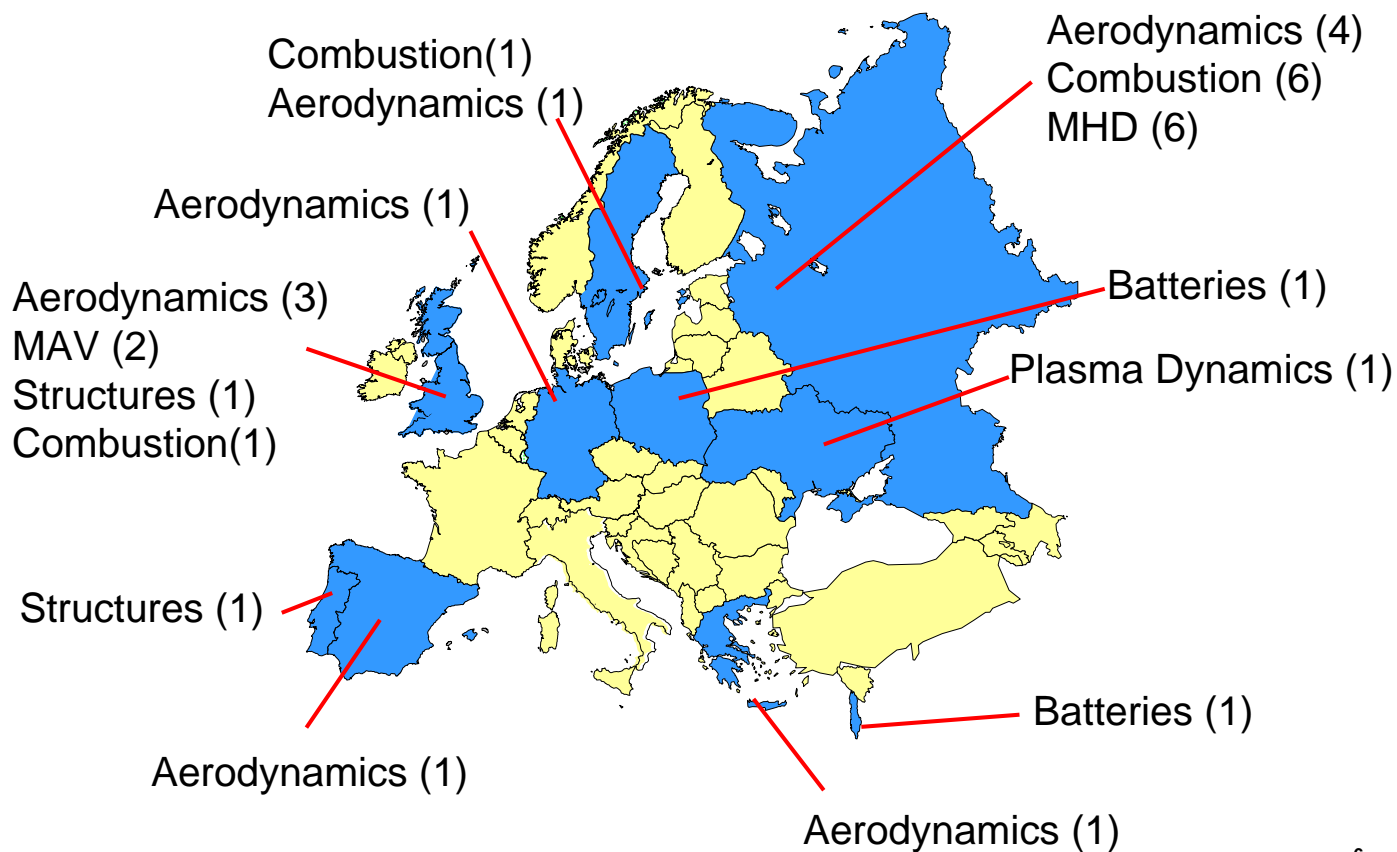 Combustion(1)
Aerodynamics (1)
Aerodynamics (4)
Combustion (6)
MHD (6)
Aerodynamics (1)
Aerodynamics (3)
MAV (2)
Structures (1)
Combustion(1)
Batteries (1)
Plasma Dynamics (1)
Structures (1)
Aerodynamics (1)
Batteries (1)
Aerodynamics (1)